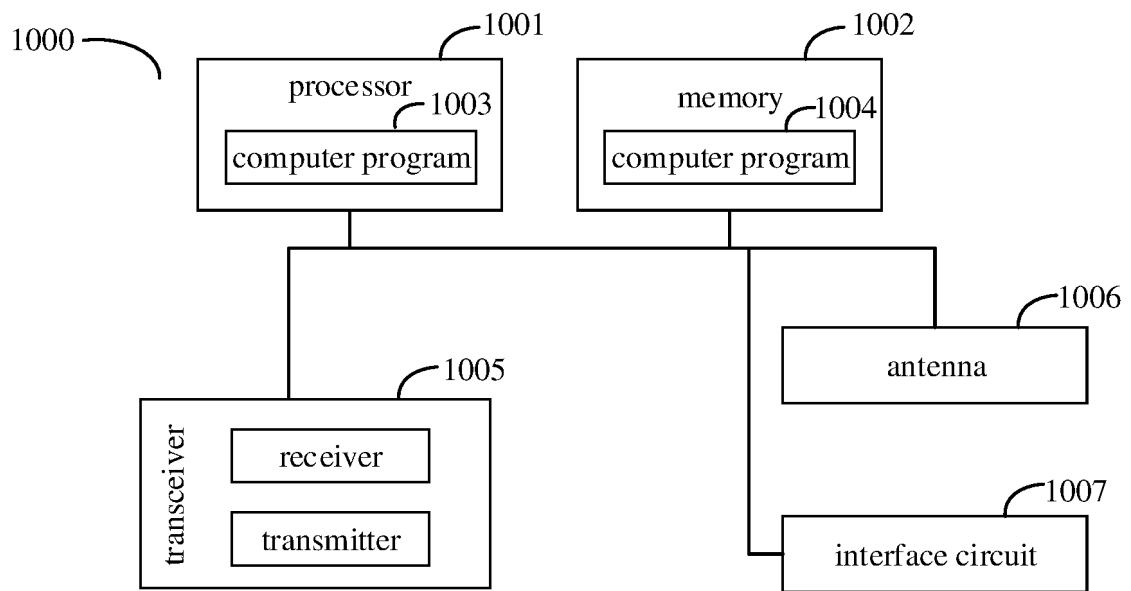 1000
1001
processor
1003
computer program
1002
memory
1004
computer program
1005
transceiver
receiver
transmitter
1006
antenna
1007
interface circuit